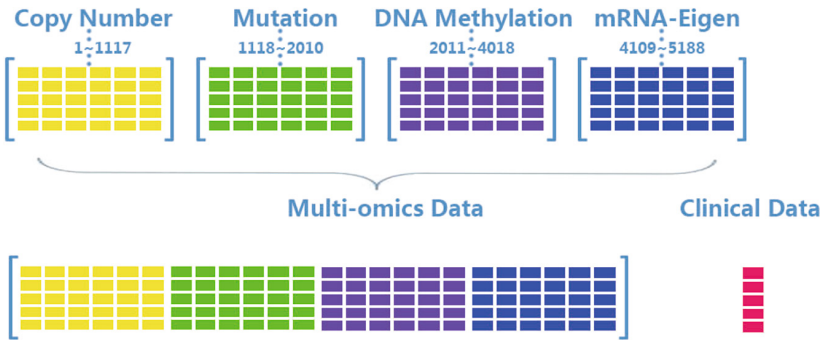 Copy Number Mutation DNA Methylation mRNA-Eigen
1~1117 1118~2010 2011~4018 4109~5188
Multi-omics Data Clinical Data